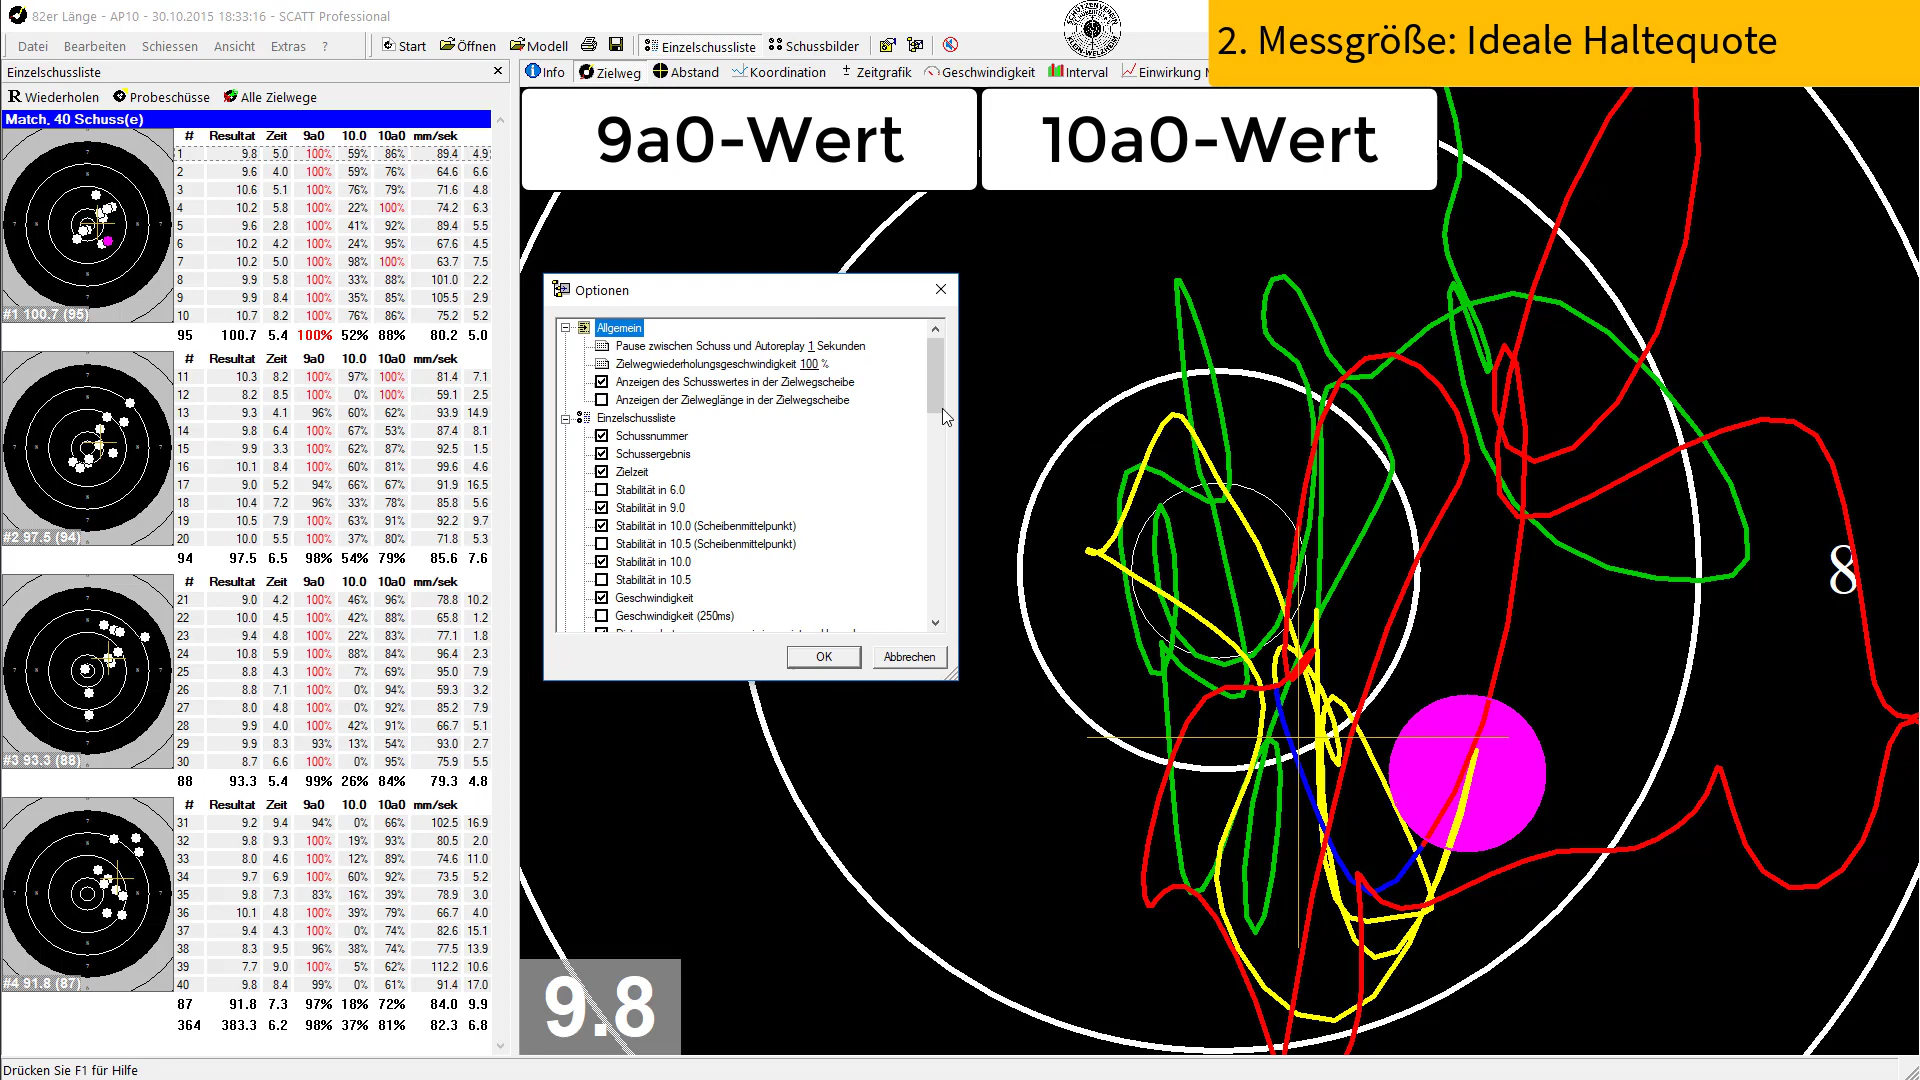 82er Länge - AP10 - 30.10.2015 18:33:16 - SCATT Professional
2. Messgröße: Ideale Haltequote
Datei Bearbeiten Schiessen Ansicht Extras ?
Start Öffnen Modell Einzelschussliste Schussbilder
Einzelschussliste
Info Zielweg Abstand Koordination Zeitgrafik Geschwindigkeit Interval Einwirkung
R Wiederholen Probeschüsse Alle Zielwege
9a0-Wert 10a0-Wert
Match, 40 Schuss(e)
# Resultat Zeit 9a0 10.0 10a0 mm/sek
1 9.8 5.0 100% 59% 86% 89.4 4.9
2 9.6 4.0 100% 59% 76% 64.6 6.6
3 10.6 5.1 100% 76% 79% 71.6 4.8
4 10.2 5.8 100% 22% 100% 74.2 6.3
5 9.6 2.8 100% 41% 92% 89.4 5.5
6 10.2 4.2 100% 24% 95% 67.6 4.5
7 10.2 5.0 100% 98% 100% 63.7 7.5
8 9.9 5.8 100% 33% 88% 101.0 2.2
9 9.9 8.4 100% 35% 85% 105.5 2.9
10 10.7 8.2 100% 76% 86% 75.2 5.2
#1 100.7 (95)
95 100.7 5.4 100% 52% 88% 80.2 5.0
# Resultat Zeit 9a0 10.0 10a0 mm/sek
11 10.3 8.2 100% 97% 100% 81.4 7.1
12 8.2 8.5 100% 0% 100% 59.1 2.5
13 9.3 4.1 96% 60% 62% 93.9 14.9
14 9.8 6.4 100% 67% 53% 87.4 8.1
15 9.9 3.3 100% 62% 87% 92.5 1.5
16 10.1 8.4 100% 60% 81% 99.6 4.6
17 9.0 5.2 94% 66% 67% 91.9 16.5
18 10.4 7.2 96% 33% 78% 85.8 5.6
19 10.5 7.9 100% 63% 91% 92.2 9.7
20 10.0 5.5 100% 37% 80% 71.8 5.3
#2 97.5 (94)
94 97.5 6.5 98% 54% 79% 85.6 7.6
# Resultat Zeit 9a0 10.0 10a0 mm/sek
21 9.0 4.2 100% 46% 96% 78.8 10.2
22 10.0 4.5 100% 42% 88% 65.8 1.2
23 9.4 4.8 100% 22% 83% 77.1 1.8
24 10.8 5.9 100% 88% 84% 96.4 2.3
25 8.8 4.3 100% 7% 69% 95.0 7.9
26 8.8 7.1 100% 0% 94% 59.3 3.2
27 8.0 4.8 100% 0% 92% 85.2 7.9
28 9.9 4.0 100% 42% 91% 66.7 5.1
29 9.9 8.3 93% 13% 54% 93.0 2.7
30 8.7 6.6 100% 0% 95% 75.9 5.5
#3 93.3 (88)
88 93.3 5.4 99% 26% 84% 79.3 4.8
# Resultat Zeit 9a0 10.0 10a0 mm/sek
31 9.2 9.4 94% 0% 66% 102.5 16.9
32 9.8 9.3 100% 19% 93% 80.5 2.0
33 8.0 4.6 100% 12% 89% 74.6 11.0
34 9.7 6.9 100% 60% 92% 73.5 5.2
35 9.8 7.3 83% 16% 39% 78.9 3.0
36 10.1 4.8 100% 39% 79% 66.7 4.0
37 9.4 4.3 100% 0% 74% 82.6 15.1
38 8.3 9.5 96% 38% 74% 77.5 13.9
39 7.7 9.0 100% 5% 62% 112.2 10.6
40 9.8 8.4 99% 0% 61% 91.4 17.0
#4 91.8 (87)
87 91.8 7.3 97% 18% 72% 84.0 9.9
364 383.3 6.2 98% 37% 81% 82.3 6.8
Optionen
Allgemein
Pause zwischen Schuss und Autoreplay 1 Sekunden
Zielwegwiederholungsgeschwindigkeit 100 %
Anzeigen des Schusswertes in der Zielwegscheibe
Anzeigen der Zielweglänge in der Zielwegscheibe
Einzelschussliste
Schussnummer
Schussergebnis
Zielzeit
Stabilität in 6.0
Stabilität in 9.0
Stabilität in 10.0 (Scheibenmittelpunkt)
Stabilität in 10.5 (Scheibenmittelpunkt)
Stabilität in 10.0
Stabilität in 10.5
Geschwindigkeit
Geschwindigkeit (250ms)
OK Abbrechen
8
9.8
Drücken Sie F1 für Hilfe